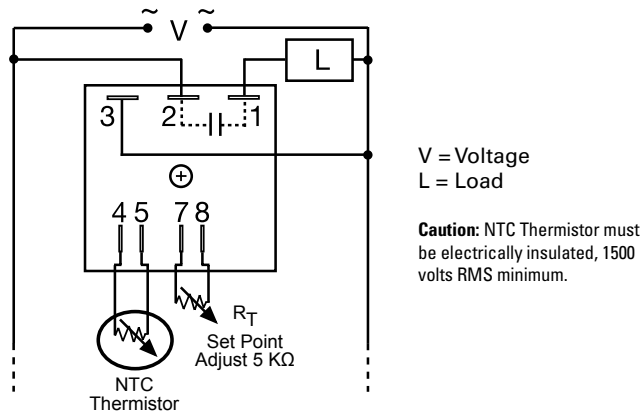 ~ V ~
L
3 2 1
4 5 7 8
V = Voltage
L = Load
Caution: NTC Thermistor must
be electrically insulated, 1500
volts RMS minimum.
RT
Set Point
Adjust 5 KΩ
NTC
Thermistor